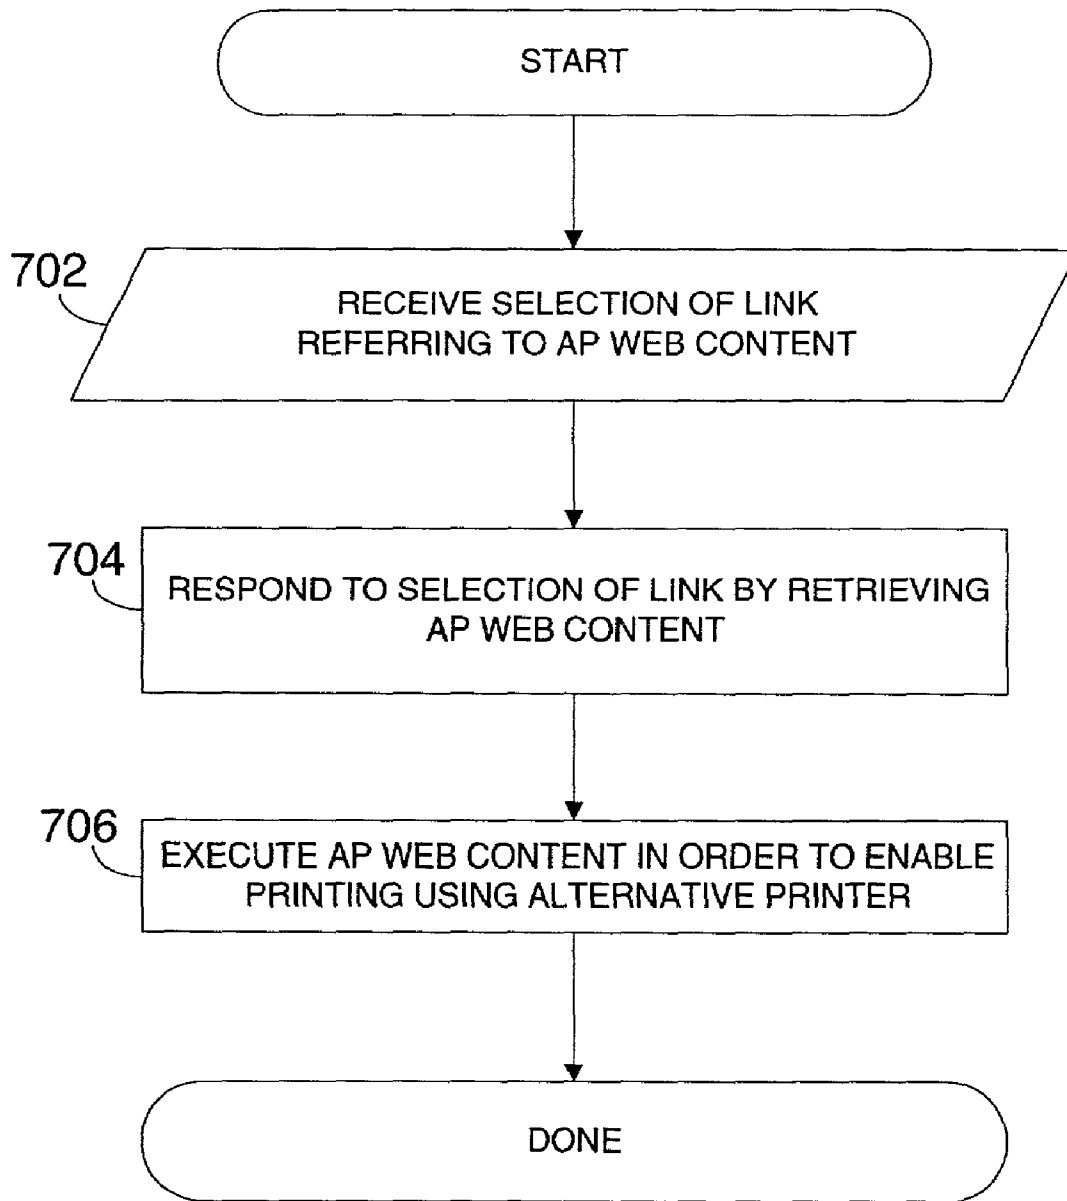 START
702
RECEIVE SELECTION OF LINK
REFERRING TO AP WEB CONTENT
704
RESPOND TO SELECTION OF LINK BY RETRIEVING
AP WEB CONTENT
706
EXECUTE AP WEB CONTENT IN ORDER TO ENABLE
PRINTING USING ALTERNATIVE PRINTER
DONE